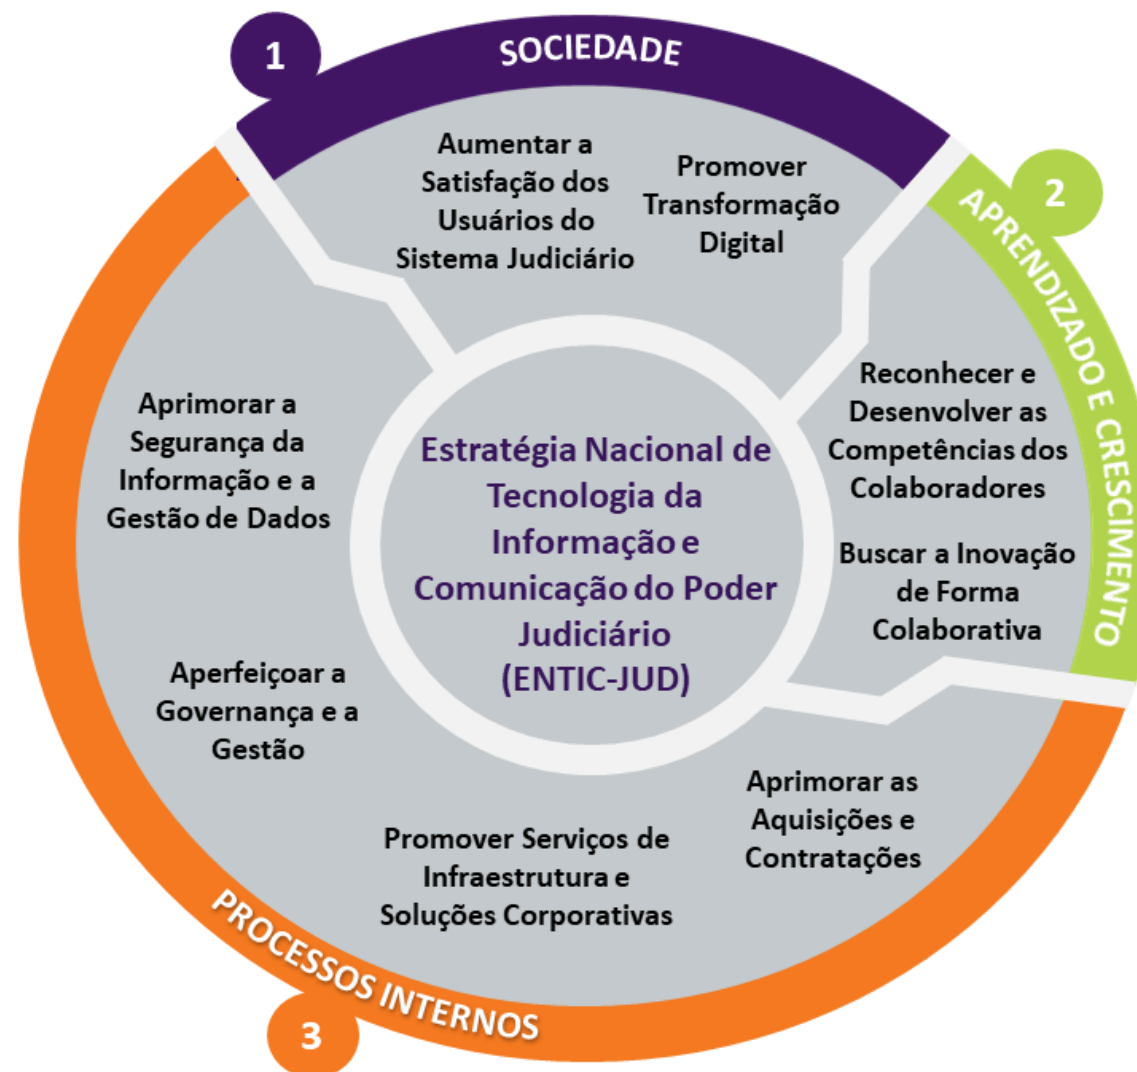 1
SOCIEDADE
Aumentar a
Satisfação dos
Usuários do
Sistema Judiciário
Promover
Transformação
Digital
2
APRENDIZADO E CRESCIMENTO
Reconhecer e
Desenvolver as
Competências dos
Colaboradores
Buscar a Inovação
de Forma
Colaborativa
Estratégia Nacional de
Tecnologia da
Informação e
Comunicação do Poder
Judiciário
(ENTIC-JUD)
Aprimorar a
Segurança da
Informação e a
Gestão de Dados
Aperfeiçoar a
Governança e a
Gestão
Promover Serviços de
Infraestrutura e
Soluções Corporativas
Aprimorar as
Aquisições e
Contratações
PROCESSOS INTERNOS
3